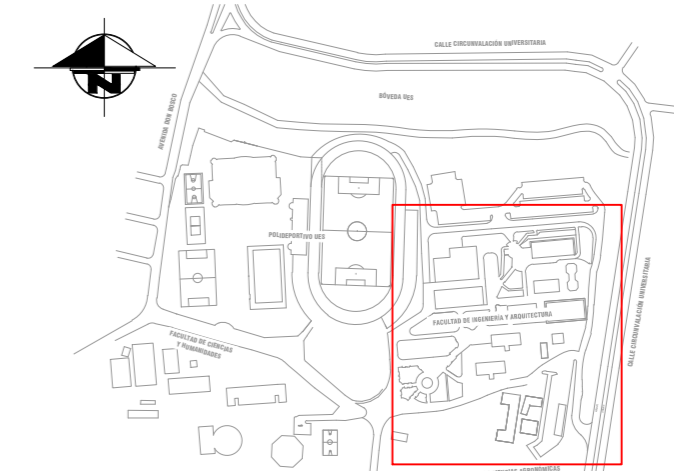 CALLE CIRCUNVALACIÓN UNIVERSITARIA
BÓVEDA UES
AVENIDA DON BOSCO
N
POLIDEPORTIVO UES
FACULTAD DE INGENIERÍA Y ARQUITECTURA
CALLE CIRCUNVALACIÓN UNIVERSITARIA
FACULTAD DE CIENCIAS
Y HUMANIDADES
AGRONÓMICAS